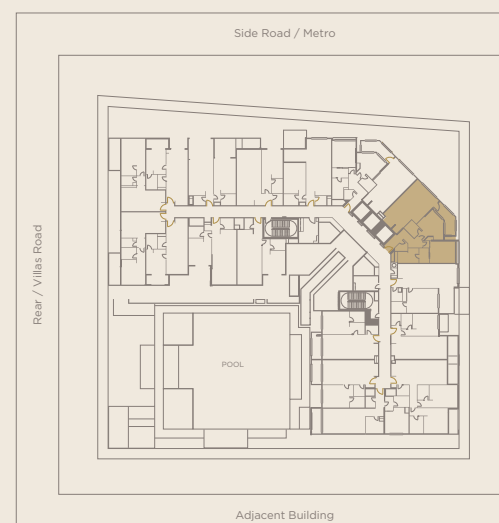 Side Road / Metro
Rear / Villas Road
POOL
Adjacent Building